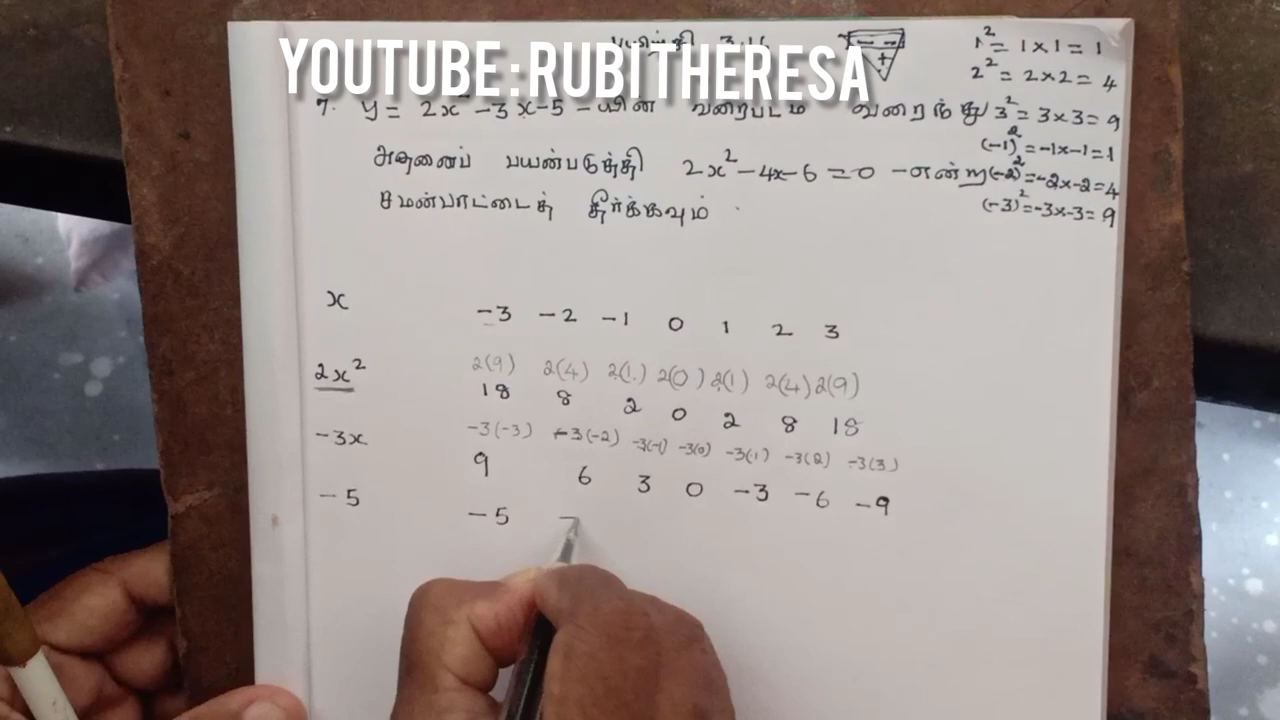 YOUTUBE: RUBITHERESA
1² = 1×1 = 1
2² = 2×2 = 4
7. y = 2x² -3x-5 - யின் வரைபடம் வரைந்து
3² = 3×3= 9
(-1)² = -1×-1=1
அதனைப் பயன்படுத்தி 2x² -4x-6 =0 -என்ற
(-2)² = -2×-2=4
சமன்பாட்டைத் தீர்க்கவும்
(-3)² = -3×-3= 9
x -3 -2 -1 0 1 2 3
2(9) 2(4) 2(1) 2(0) 2(1) 2(4) 2(9)
2x² 18 8 2 0 2 8 18
-3(-3) -3(-2) -3(-1) -3(0) -3(1) -3(2) -3(3)
-3x 9 6 3 0 -3 -6 -9
-5 -5 -